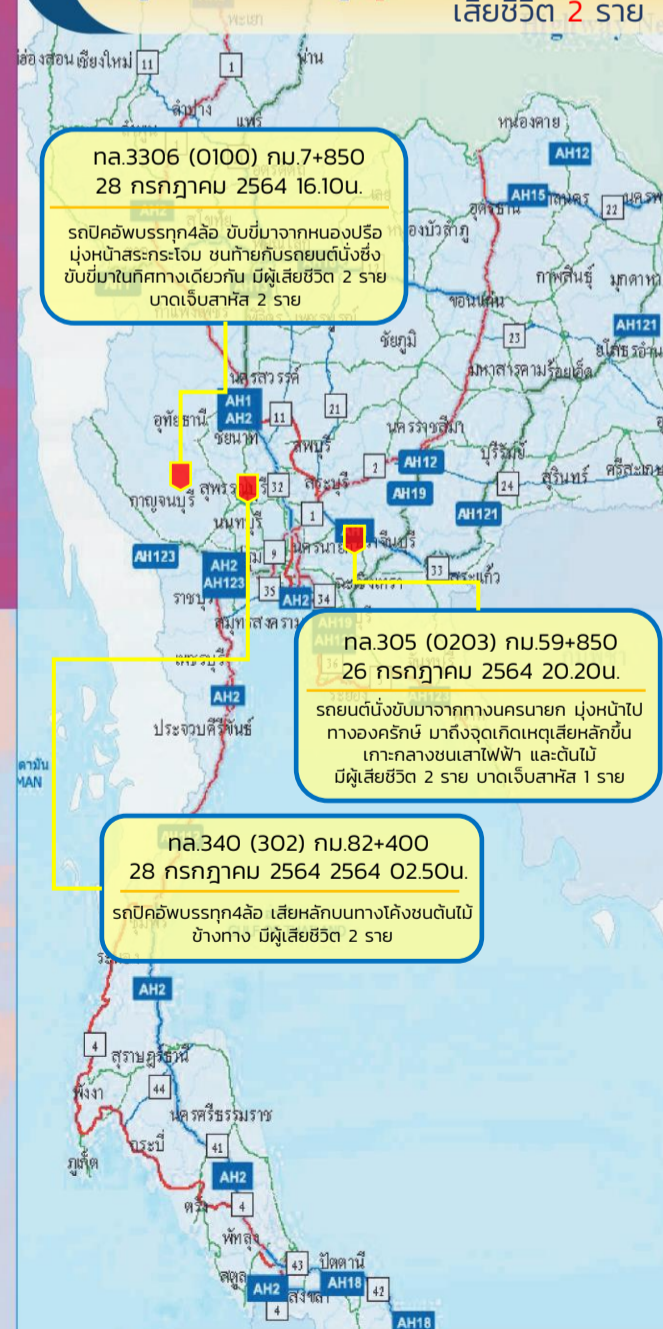 เสียชีวิต 2 ราย
พะเยา
เชียงใหม่
11
1
น่าน
ลำปาง
แพร่
หนองคาย
ทล.3306 (0100) กม.7+850
28 กรกฎาคม 2564 16.10น.
รถปิคอัพบรรทุก4ล้อ ขับขี่มาจากหนองปรือ
มุ่งหน้าสระกระโจม ชนท้ายกับรถยนต์นั่งซึ่ง
ขับขี่มาในทิศทางเดียวกัน มีผู้เสียชีวิต 2 ราย
บาดเจ็บสาหัส 2 ราย
AH12
AH15
22
อุดรธานี
กาฬสินธุ์
ขอนแก่น
AH121
23
ชัยภูมิ
มหาสารคาม
ร้อยเอ็ด
นครสวรรค์
AH1
AH2
11
21
อุทัยธานี
ชัยนาท
ลพบุรี
นครราชสีมา
บุรีรัมย์
2
AH12
สุรินทร์
24
กาญจนบุรี
32
สระบุรี
AH19
AH121
1
นนทบุรี
9
AH123
AH2
AH123
33
สระแก้ว
35
AH2
34
ราชบุรี
สมุทรสงคราม
เพชรบุรี
AH2
ประจวบคีรีขันธ์
ทล.305 (0203) กม.59+850
26 กรกฎาคม 2564 20.20น.
รถยนต์นั่งขับมาจากทางนครนายก มุ่งหน้าไป
ทางองครักษ์ มาถึงจุดเกิดเหตุเสียหลักขึ้น
เกาะกลางชนเสาไฟฟ้า และต้นไม้
มีผู้เสียชีวิต 2 ราย บาดเจ็บสาหัส 1 ราย
ทล.340 (302) กม.82+400
28 กรกฎาคม 2564 2564 02.50น.
รถปิคอัพบรรทุก4ล้อ เสียหลักบนทางโค้งชนต้นไม้
ข้างทาง มีผู้เสียชีวิต 2 ราย
AH2
4
สุราษฎร์ธานี
พังงา
44
นครศรีธรรมราช
กระบี่
41
ภูเก็ต
AH2
ตรัง
4
พัทลุง
43
ปัตตานี
สตูล
AH2
AH18
42
สงขลา
4
AH18